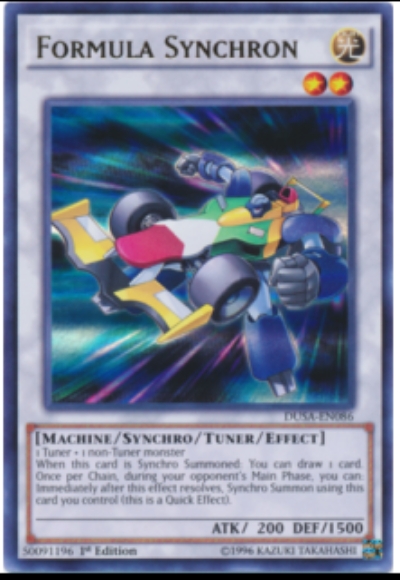 FORMULA SYNCHRON
光
DUSA-EN086
[MACHINE/SYNCHRO/TUNER/EFFECT]
1 Tuner + 1 non-Tuner monster
When this card is Synchro Summoned: You can draw 1 card.
Once per Chain, during your opponent's Main Phase, you can:
Immediately after this effect resolves, Synchro Summon using this
card you control (this is a Quick Effect).
ATK/ 200 DEF/1500
50091196 1st Edition ©1996 KAZUKI TAKAHASHI